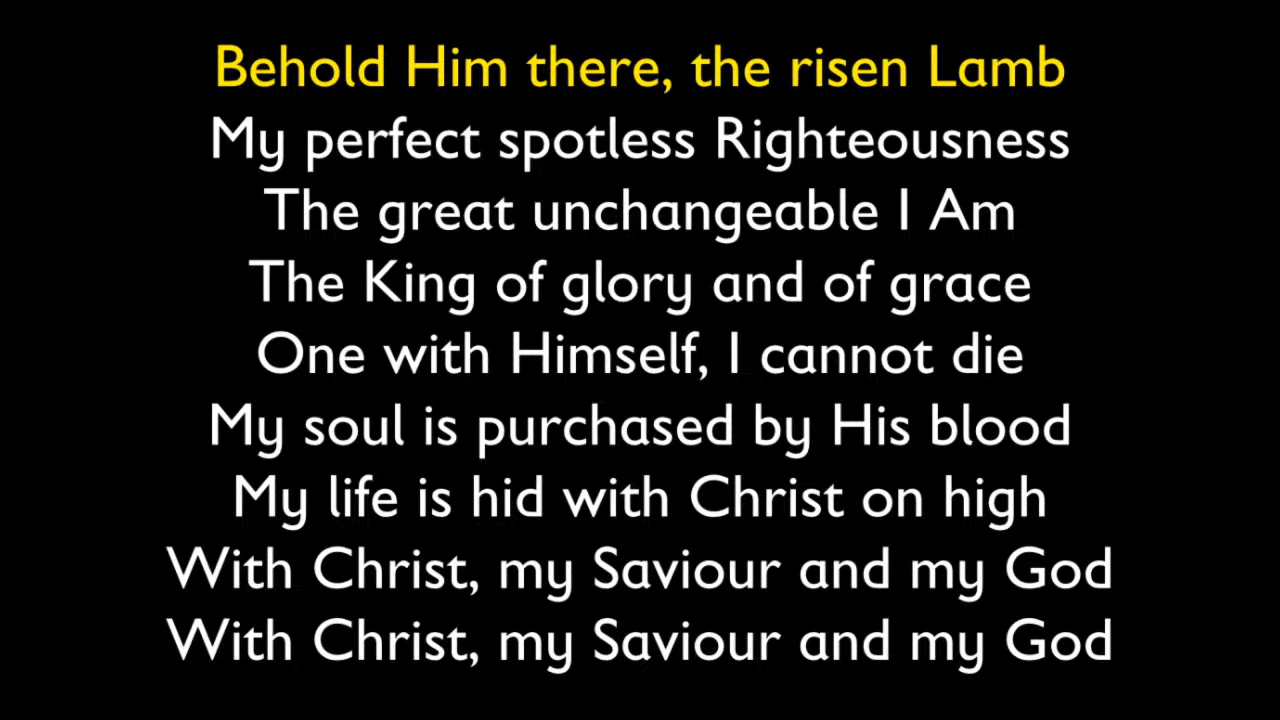 Behold Him there, the risen Lamb
My perfect spotless Righteousness
The great unchangeable I Am
The King of glory and of grace
One with Himself, I cannot die
My soul is purchased by His blood
My life is hid with Christ on high
With Christ, my Saviour and my God
With Christ, my Saviour and my God